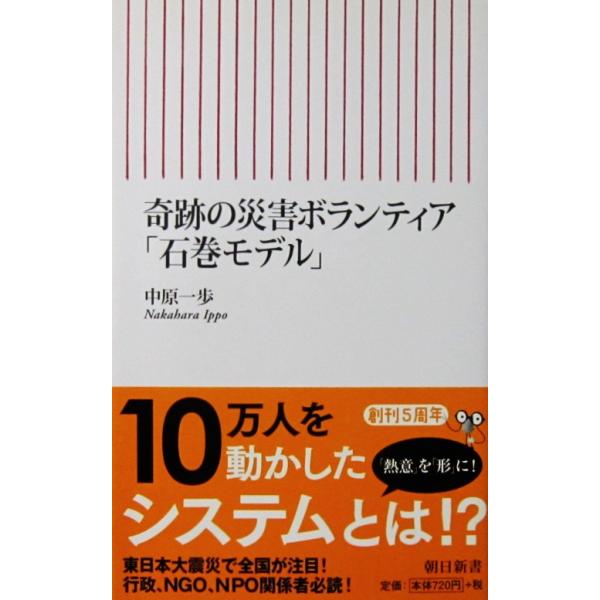 奇跡の災害ボランティア
「石巻モデル」
中原一歩
Nakahara Ippo
創刊5周年
10万人を
動かした
「熱意」を「形」に!
システムとは!?
東日本大震災で全国が注目!
行政、NGO、NPO関係者必読!
朝日新書
定価:本体720円+税